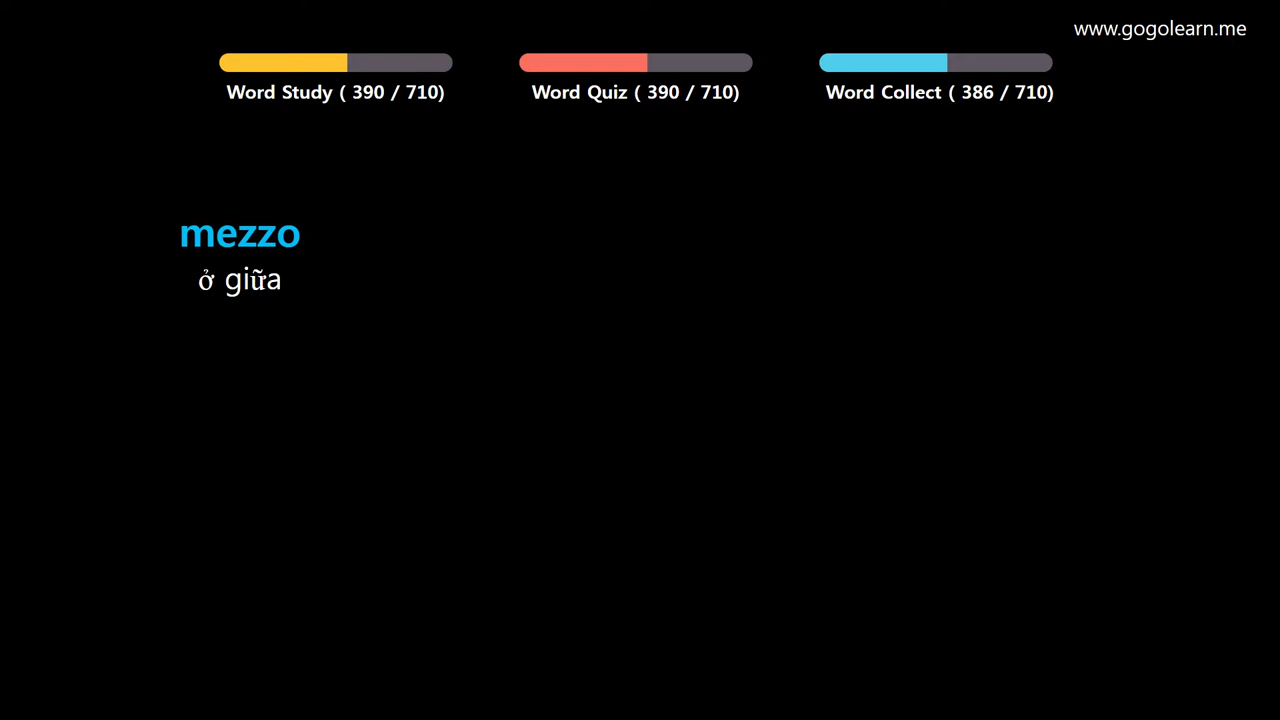 www.gogolearn.me
Word Study ( 390 / 710)
Word Quiz ( 390 / 710)
Word Collect ( 386 / 710)
mezzo
ở giữa